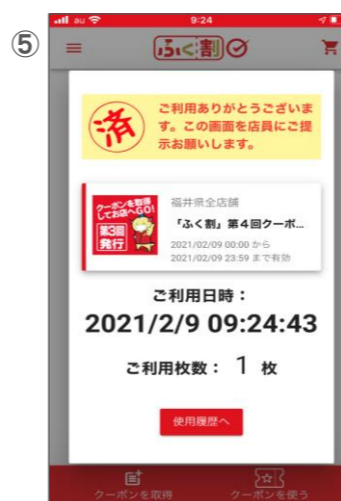 ⑤
au
9:24
ふく割
済
ご利用ありがとうございま
す。この画面を店員にご提
示お願いします。
クーポンを取得
してお店へGO!
第3回
発行
福井県全店舗
「ふく割」第4回クーポ...
2021/02/09 00:00 から
2021/02/09 23:59 まで有効
ご利用日時：
2021/2/9 09:24:43
ご利用枚数： 1 枚
使用履歴へ
クーポンを取得
クーポンを使う